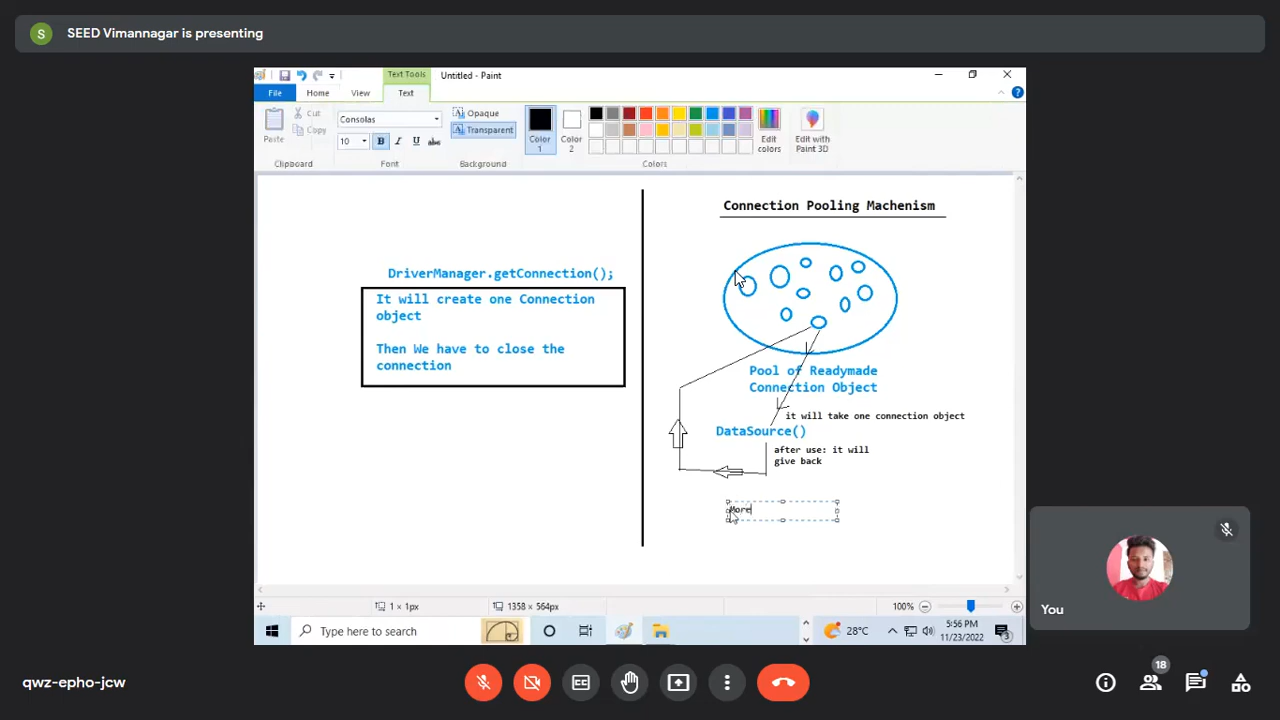 S
SEED Vimannagar is presenting
Text Tools
Untitled - Paint
File
Home
View
Text
Paste
Cut
Copy
Clipboard
Consolas
10
B
I
U
abc
Font
Opaque
Transparent
Background
Color
1
Color
2
Edit
colors
Edit with
Paint 3D
Colors
DriverManager.getConnection();
It will create one Connection
object
Then We have to close the
connection
Connection Pooling Machenism
Pool of Readymade
Connection Object
it will take one connection object
DataSource()
after use: it will
give back
More
1 × 1px
1358 × 564px
100%
Type here to search
28°C
5:56 PM
11/23/2022
3
You
qwz-epho-jcw
18